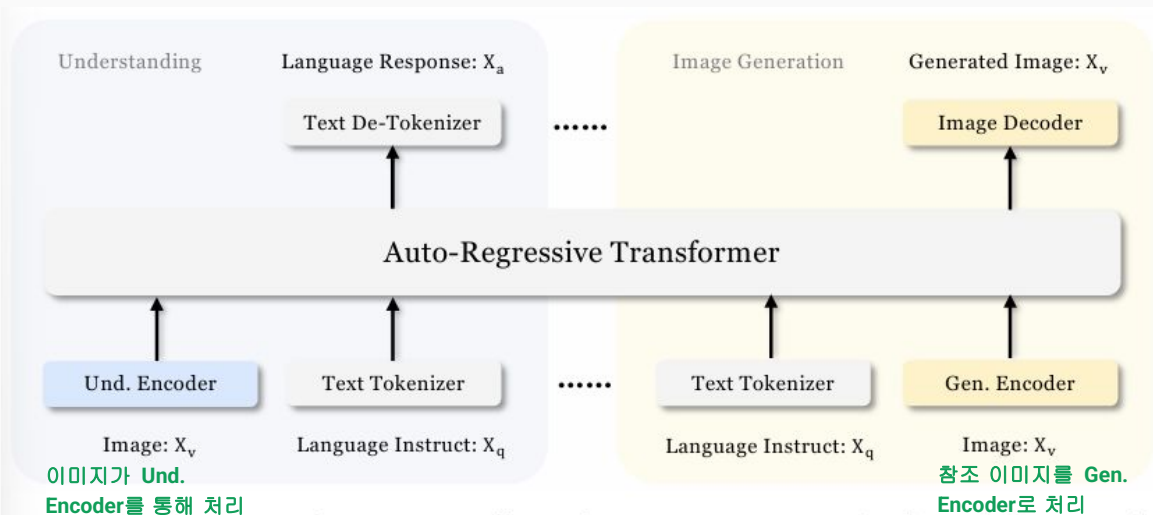 Understanding
Language Response: Xa
Image Generation
Generated Image: Xv
Text De-Tokenizer
......
Image Decoder
Auto-Regressive Transformer
Und. Encoder
Text Tokenizer
......
Text Tokenizer
Gen. Encoder
Image: Xv
Language Instruct: Xq
Language Instruct: Xq
Image: Xv
이미지가 Und.
Encoder를 통해 처리
참조 이미지를 Gen.
Encoder로 처리